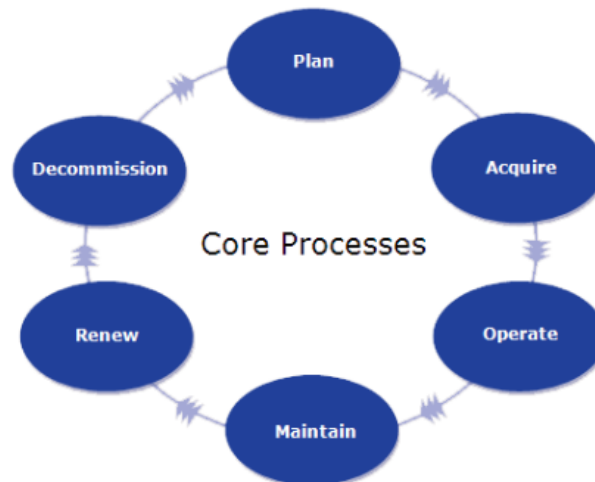 Plan
Acquire
Operate
Maintain
Renew
Decommission
Core Processes